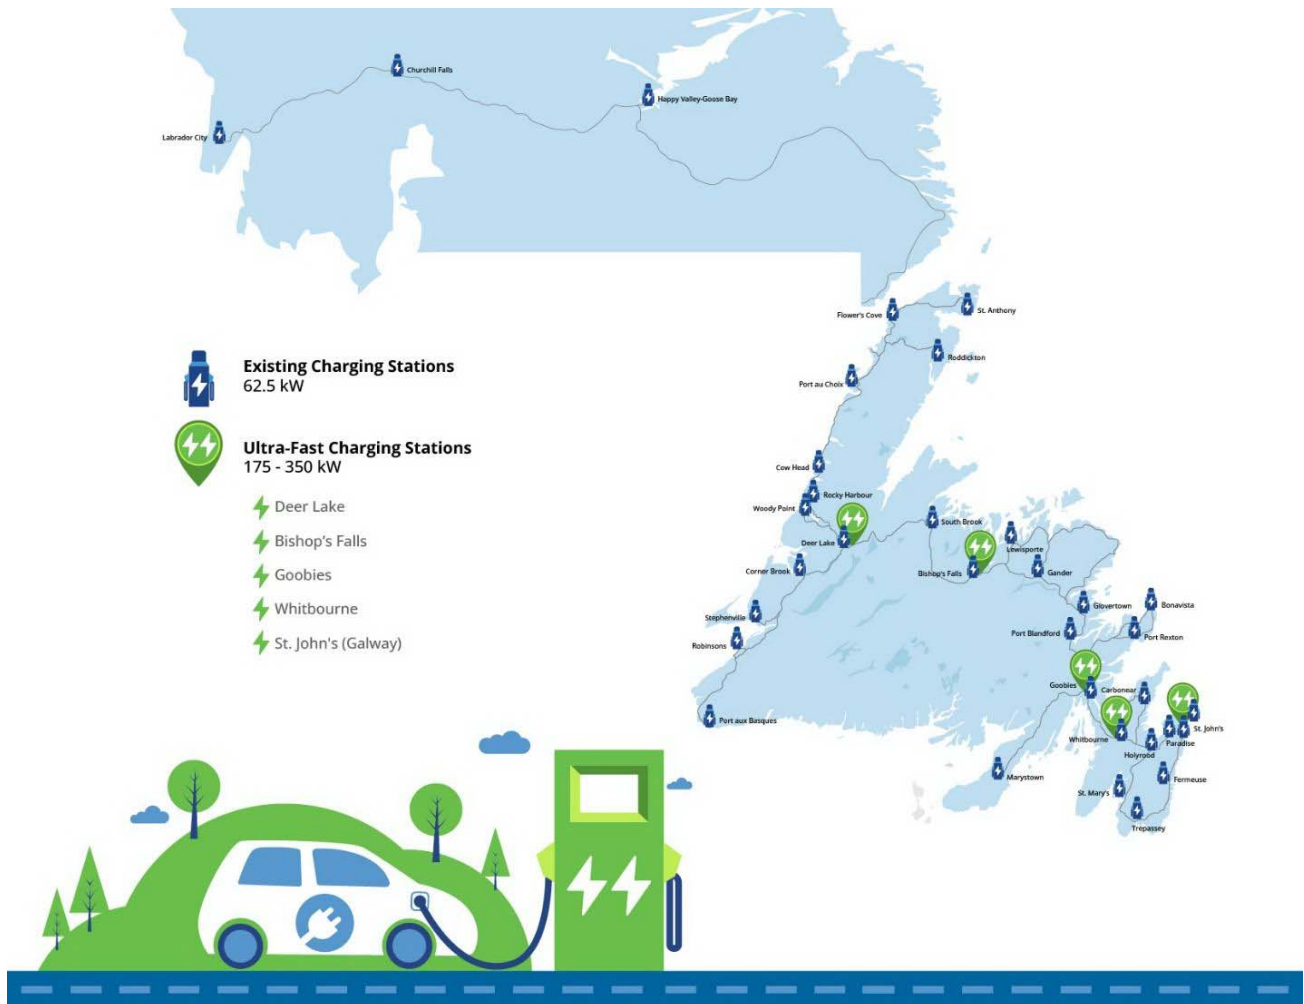 Churchill Falls
Happy Valley-Goose Bay
Labrador City
Flower's Cove
St. Anthony
Roddickton
Port au Choix
Existing Charging Stations
62.5 kW
Ultra-Fast Charging Stations
175 - 350 kW
Deer Lake
Bishop's Falls
Goobies
Whitbourne
St. John's (Galway)
Cow Head
Rocky Harbour
Woody Point
South Brook
Deer Lake
Lewisporte
Corner Brook
Bishop's Falls
Gander
Glovertown
Bonavista
Stephenville
Port Blandford
Port Rexton
Robinsons
Goobies
Carbonear
Port aux Basques
St. John's
Whitbourne
Paradise
Holyrood
Marystown
Fermeuse
St. Mary's
Trepassey